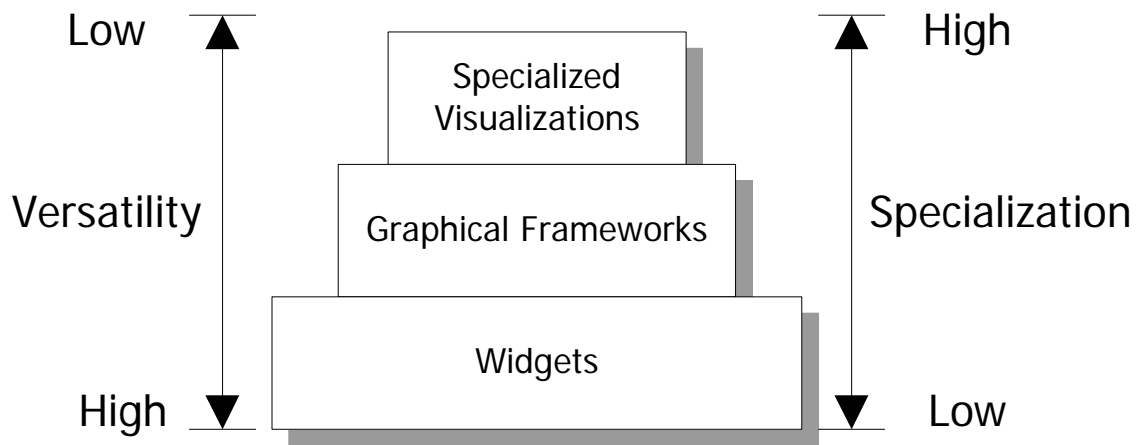 Low
High
Specialized
Visualizations
Versatility
Graphical Frameworks
Specialization
Widgets
High
Low